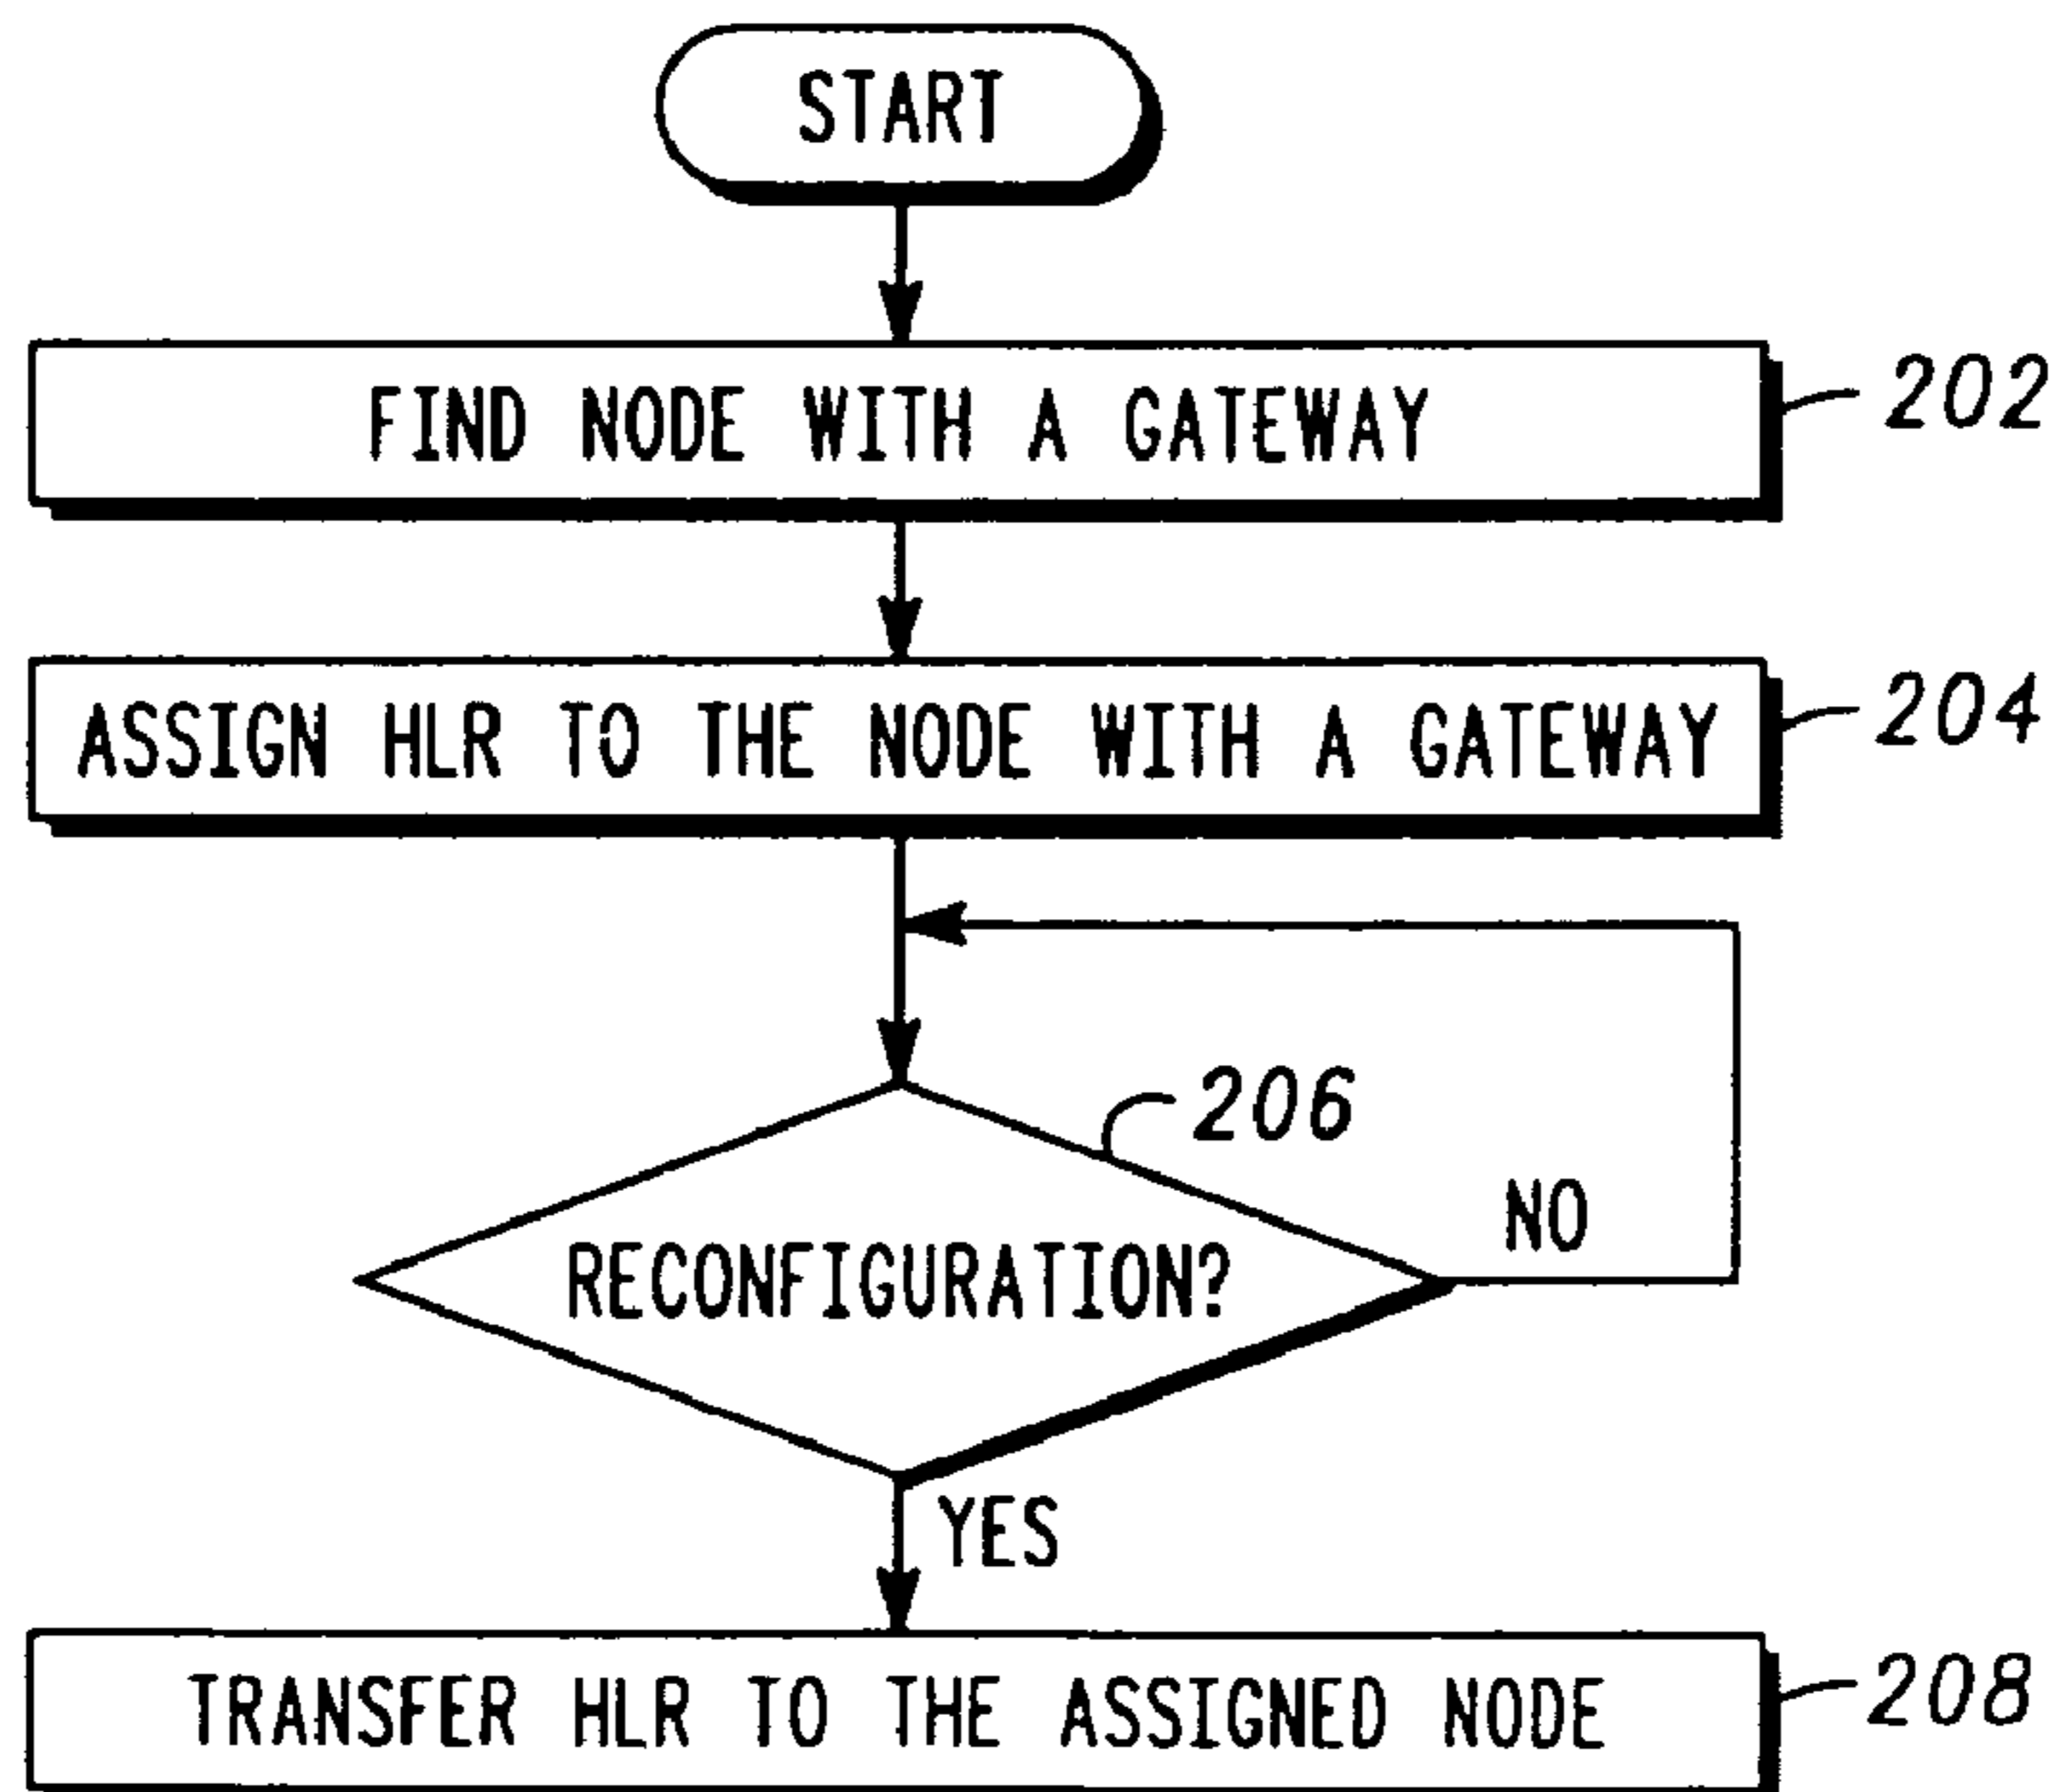 START
FIND NODE WITH A GATEWAY
202
ASSIGN HLR TO THE NODE WITH A GATEWAY
204
206
NO
RECONFIGURATION?
YES
TRANSFER HLR TO THE ASSIGNED NODE
208